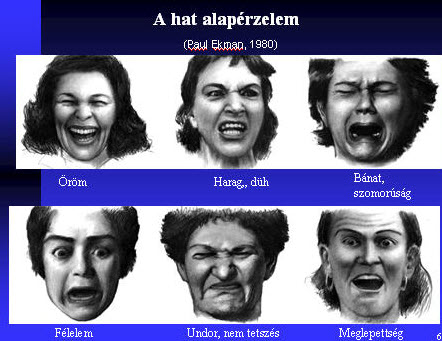 A hat alapérzelem
(Paul Ekman, 1980)
Öröm
Harag,, düh
Bánat,
szomorúság
Félelem
Undor, nem tetszés
Meglepettség
6